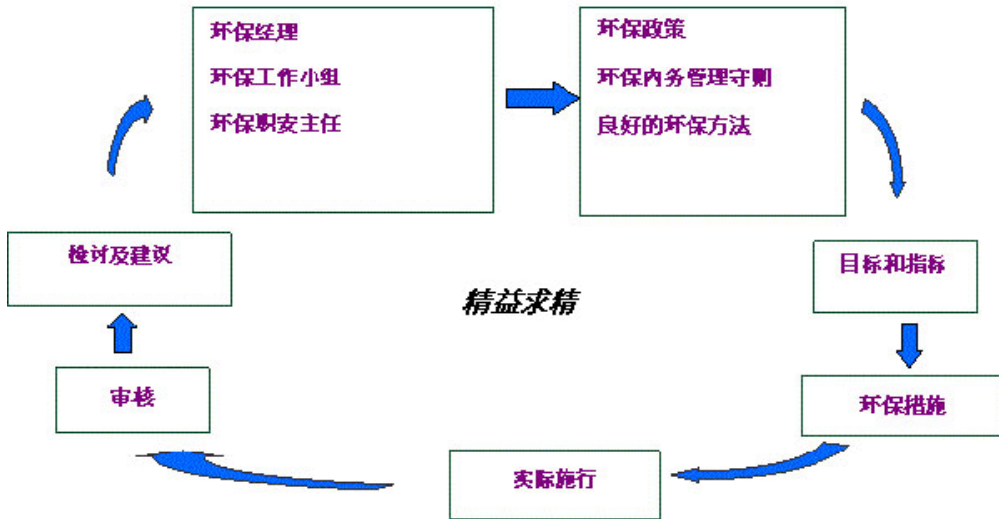 环保经理
环保工作小组
环保职安主任
环保政策
环保内务管理守则
良好的环保方法
目标和指标
环保措施
实际施行
审核
检讨及建议
精益求精